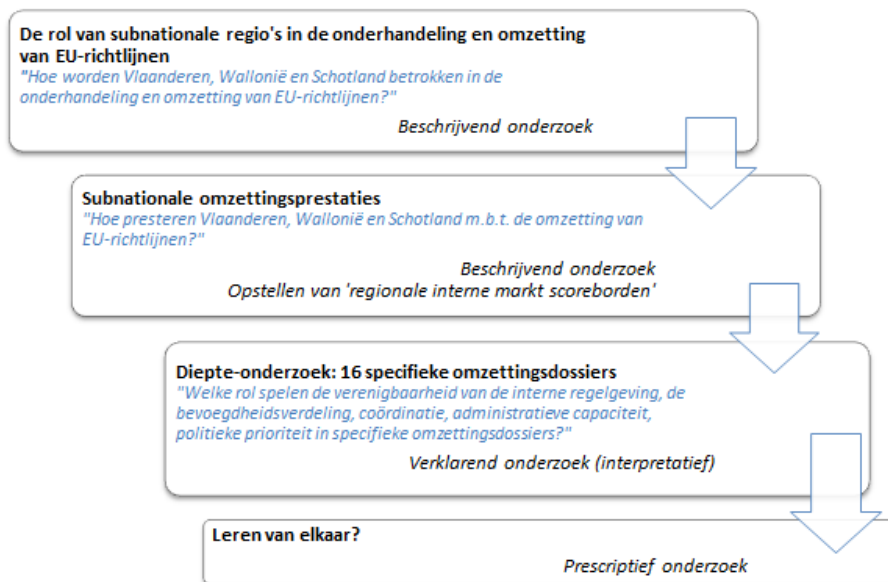 De rol van subnationale regio's in de onderhandeling en omzetting
van EU-richtlijnen
"Hoe worden Vlaanderen, Wallonië en Schotland betrokken in de
onderhandeling en omzetting van EU-richtlijnen?"
Beschrijvend onderzoek
Subnationale omzettingsprestaties
"Hoe presteren Vlaanderen, Wallonië en Schotland m.b.t. de omzetting van
EU-richtlijnen?"
Beschrijvend onderzoek
Opstellen van 'regionale interne markt scoreborden'
Diepte-onderzoek: 16 specifieke omzettingsdossiers
"Welke rol spelen de verenigbaarheid van de interne regelgeving, de
bevoegdheidsverdeling, coördinatie, administratieve capaciteit,
politieke prioriteit in specifieke omzettingsdossiers?"
Verklarend onderzoek (interpretatief)
Leren van elkaar?
Prescriptief onderzoek